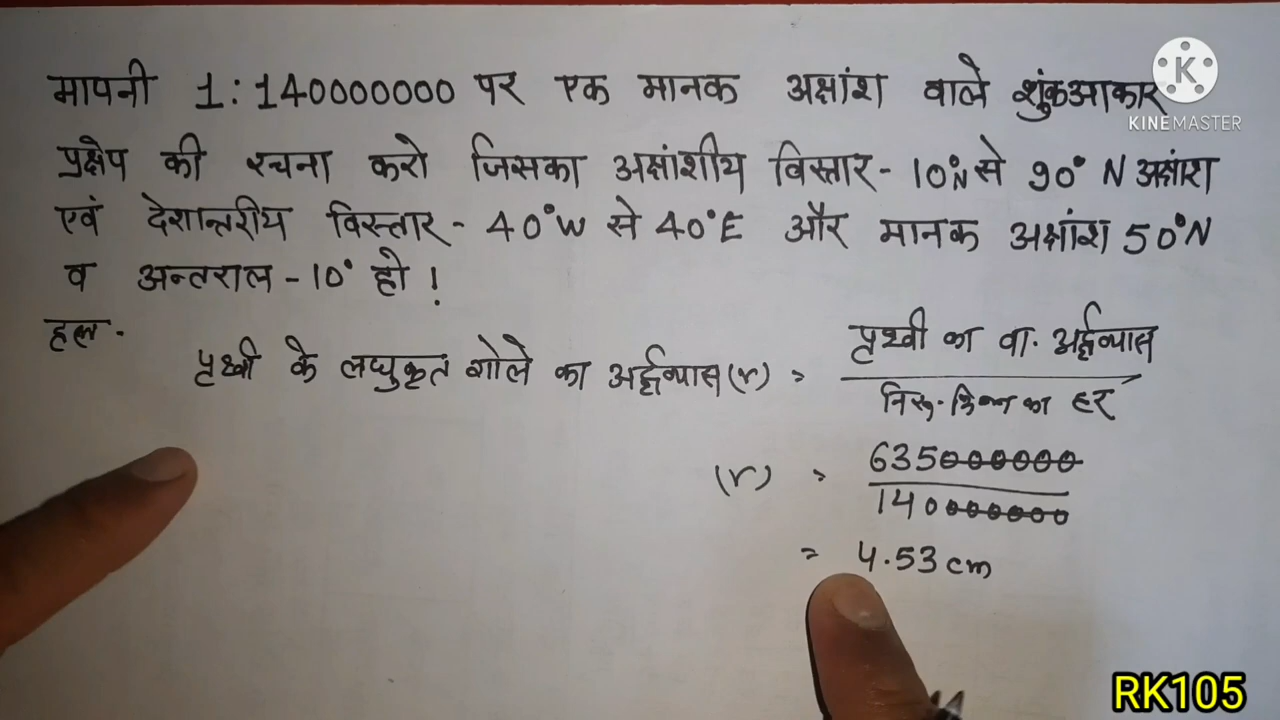 मापनी 1:140000000 पर एक मानक अक्षांश वाले शुंकआकार
KINEMASTER
प्रक्षेप की रचना करो जिसका अक्षांशीय विस्तार - 10°N से 90° N अक्षांश
एवं देशान्तरीय विस्तार - 40°W से 40°E और मानक अक्षांश 50°N
व अन्तराल - 10° हो !
हल.
पृथ्वी के लघुकृत गोले का अर्द्धव्यास (r) = पृथ्वी का वा. अर्द्धव्यास
नि रू. भिन्न का हर
(r) = 635000000
140000000
= 4.53 cm
RK105